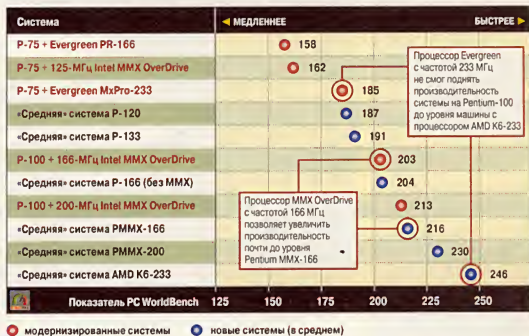 Система
◄ МЕДЛЕННЕЕ
БЫСТРЕЕ ►
P-75 + Evergreen PR-166
158
P-75 + 125-МГц Intel MMX OverDrive
162
P-75 + Evergreen MxPro-233
185
«Средняя» система P-120
187
«Средняя» система P-133
191
P-100 + 166-МГц Intel MMX OverDrive
203
«Средняя» система P-166 (без MMX)
204
P-100 + 200-МГц Intel MMX OverDrive
213
«Средняя» система PMMX-166
216
«Средняя» система PMMX-200
230
«Средняя» система AMD K6-233
246
Процессор Evergreen
с частотой 233 МГц
не смог поднять
производительность
системы на Pentium-100
до уровня машины с
процессором AMD K6-233
Процессор MMX OverDrive
с частотой 166 МГц
позволяет увеличить
производительность
почти до уровня
Pentium MMX-166
Показатель PC WorldBench
125 150 175 200 225 250
модернизированные системы
новые системы (в среднем)